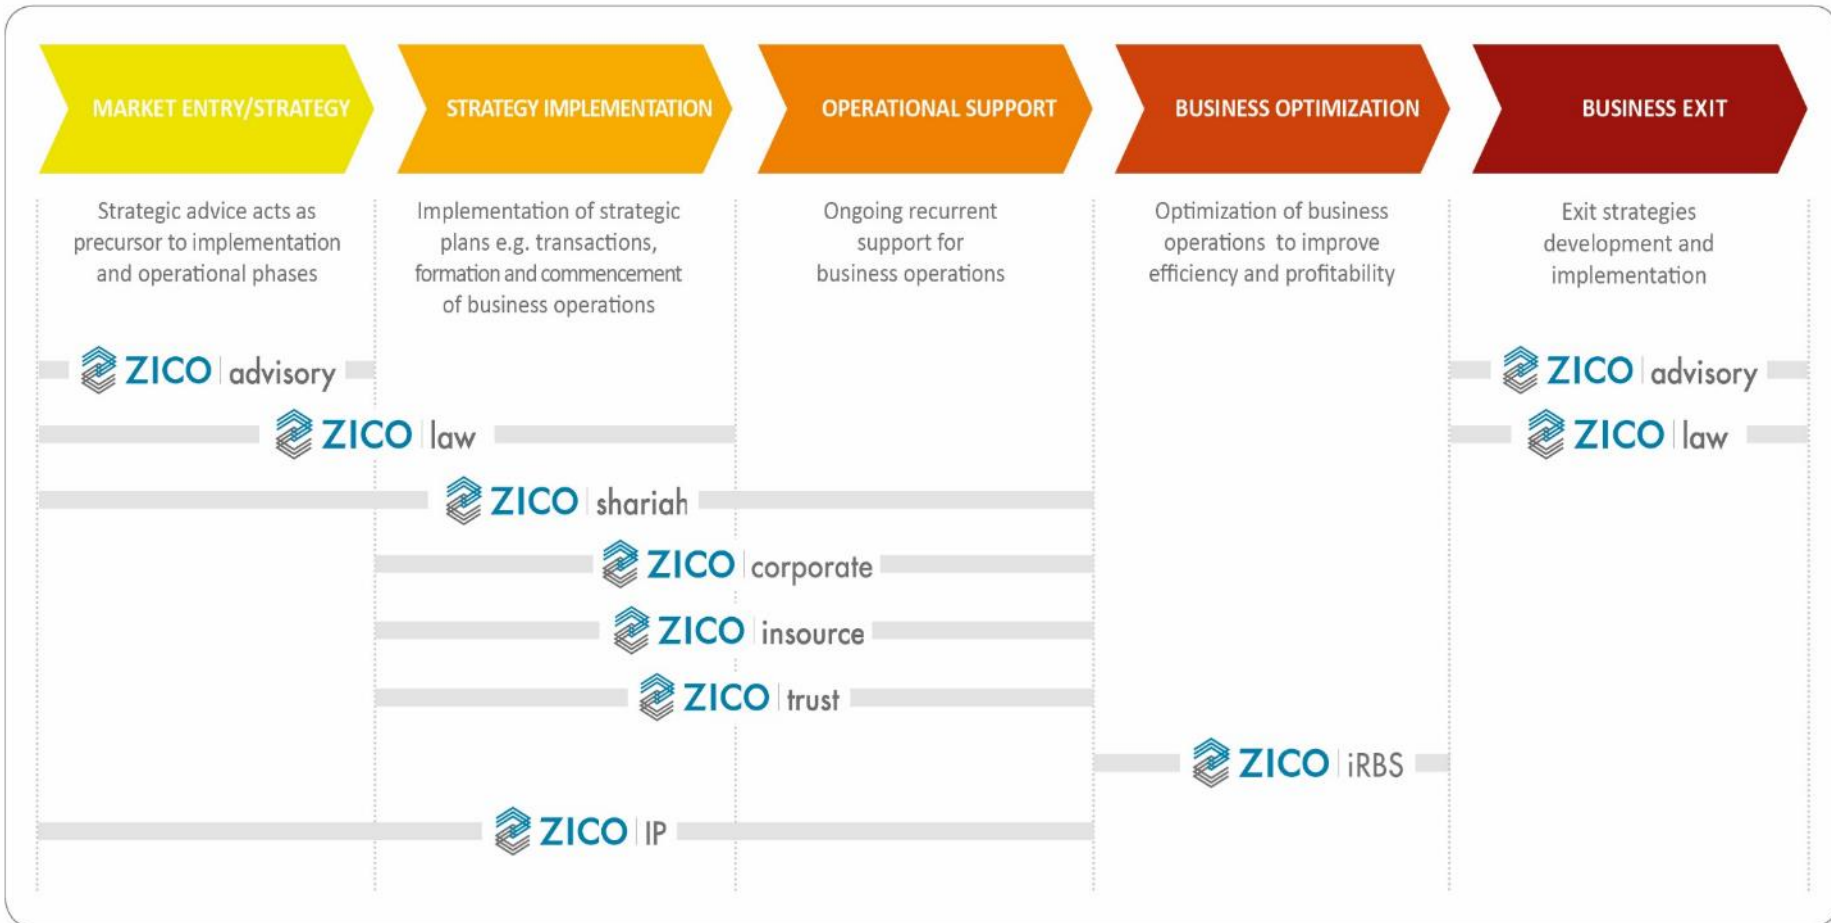 MARKET ENTRY/STRATEGY
STRATEGY IMPLEMENTATION
OPERATIONAL SUPPORT
BUSINESS OPTIMIZATION
BUSINESS EXIT
Strategic advice acts as
precursor to implementation
and operational phases
Implementation of strategic
plans e.g. transactions,
formation and commencement
of business operations
Ongoing recurrent
support for
business operations
Optimization of business
operations to improve
efficiency and profitability
Exit strategies
development and
implementation
ZICO advisory
ZICO advisory
ZICO law
ZICO law
ZICO shariah
ZICO corporate
ZICO insource
ZICO trust
ZICO iRBS
ZICO IP